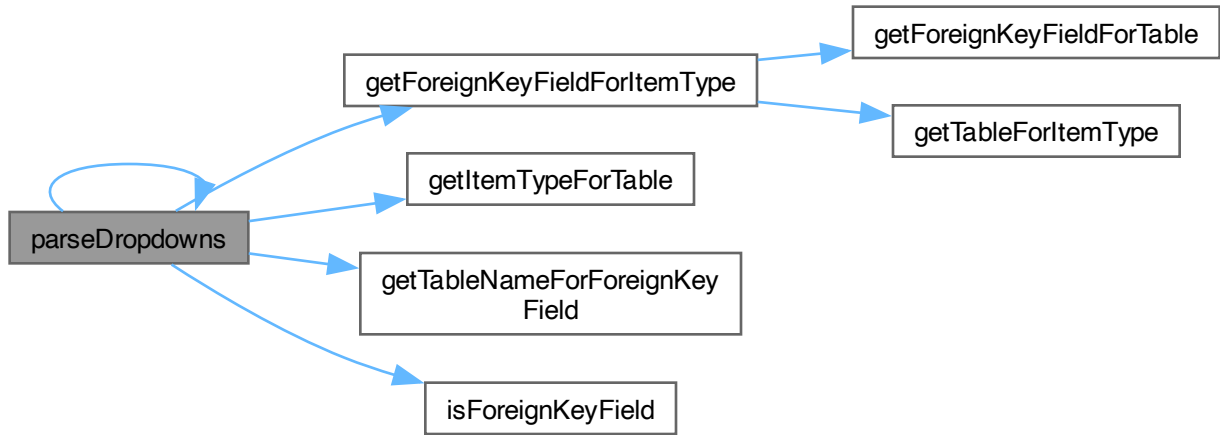 getForeignKeyFieldForTable
getForeignKeyFieldForItemType
getTableForItemType
getItemTypeForTable
parseDropdowns
getTableNameForForeignKey
Field
isForeignKeyField